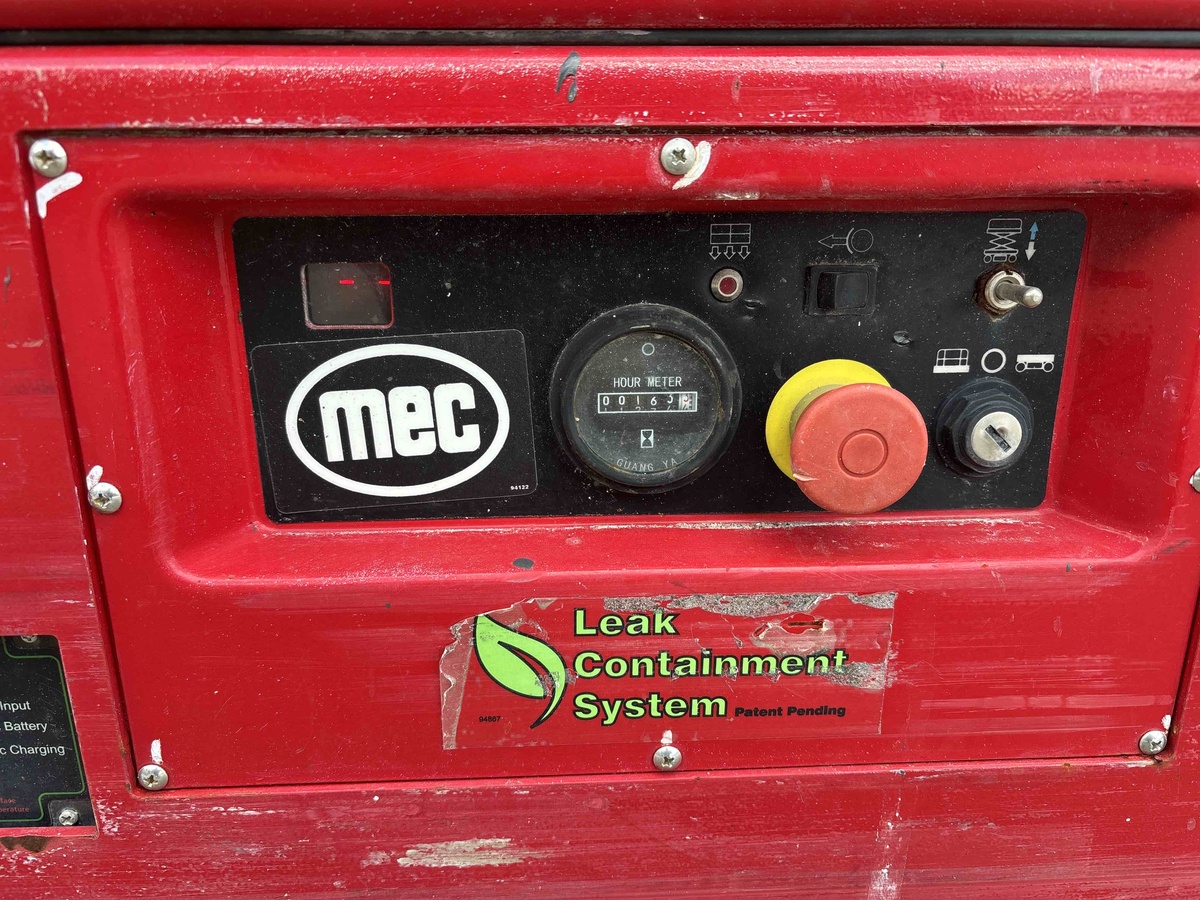 mec
94122
HOUR METER
GUANG YA
Leak
Containment
System Patent Pending
94887
Input
Battery
c Charging